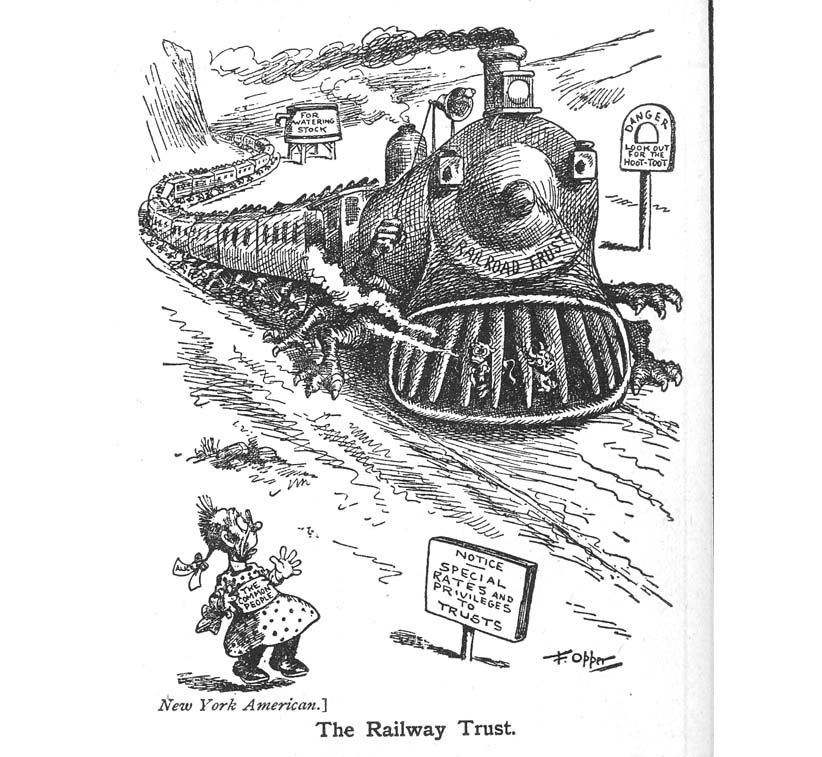 FOR
WATERING
STOCK
DANGER
LOOK OUT
FOR THE
HOOT-TOOT
RAILROAD TRUST
THE
COMMON
PEOPLE
NOTICE
SPECIAL
RATES AND
PRIVILEGES
TO
TRUSTS
F. Opper
New York American.]
The Railway Trust.